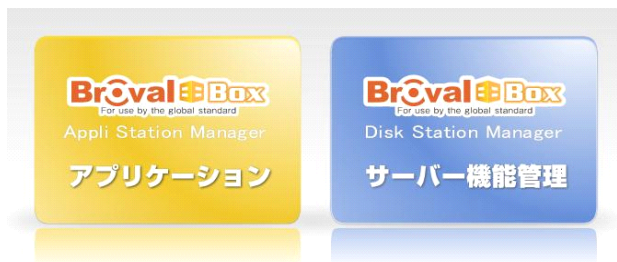 Broval Box
For use by the global standard
Appli Station Manager
アプリケーション
Broval Box
For use by the global standard
Disk Station Manager
サーバー機能管理